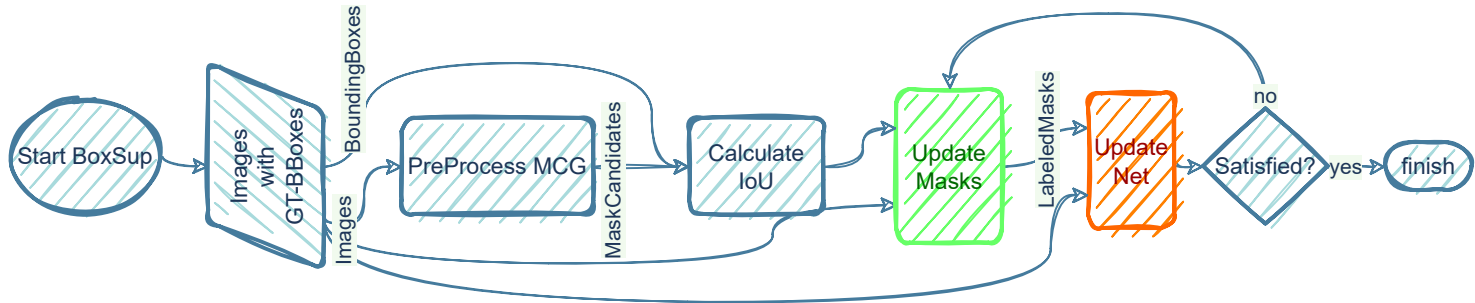 Start BoxSup
Images
with
GT-BBoxes
BoundingBoxes
Images
PreProcess MCG
MaskCandidates
Calculate
IoU
Update
Masks
LabeledMasks
Update
Net
no
Satisfied?
yes
finish